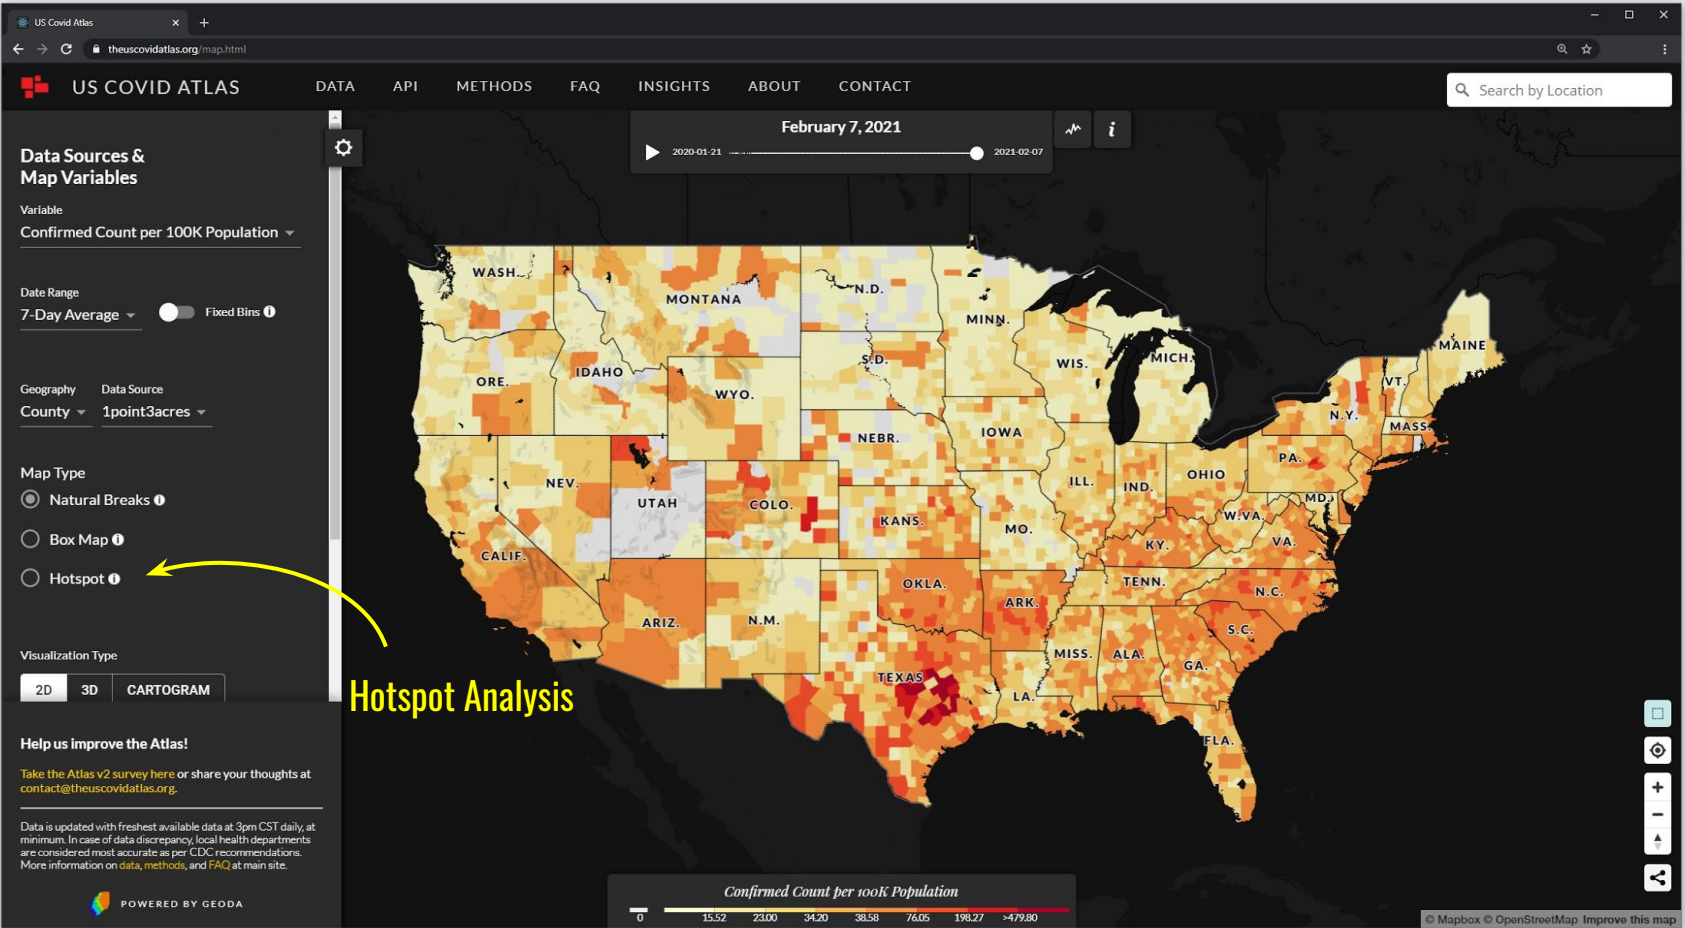 US Covid Atlas
theuscovidatlas.org/map.html
US COVID ATLAS
DATA
API
METHODS
FAQ
INSIGHTS
ABOUT
CONTACT
Search by Location
February 7, 2021
2020-01-21
2021-02-07
Data Sources &
Map Variables
Variable
Confirmed Count per 100K Population
Date Range
7-Day Average
Fixed Bins
Geography
Data Source
County
1point3acres
Map Type
Natural Breaks
Box Map
Hotspot
Visualization Type
2D
3D
CARTOGRAM
Help us improve the Atlas!
Take the Atlas v2 survey here or share your thoughts at
contact@theuscovidatlas.org.
Data is updated with freshest available data at 3pm CST daily, at
minimum. In case of data discrepancy, local health departments
are considered most accurate as per CDC recommendations.
More information on data, methods, and FAQ at main site.
POWERED BY GEODA
Hotspot Analysis
WASH.
MONTANA
N.D.
MINN.
MAINE
ORE.
IDAHO
S.D.
WIS.
MICH.
VT.
WYO.
N.Y.
MASS.
NEBR.
IOWA
PA.
NEV.
UTAH
COLO.
ILL.
IND.
OHIO
MD.
KANS.
MO.
W.VA.
VA.
CALIF.
KY.
OKLA.
TENN.
N.C.
ARIZ.
N.M.
ARK.
S.C.
MISS.
ALA.
GA.
TEXAS
LA.
FLA.
Confirmed Count per 100K Population
0
15.52
23.00
34.20
38.58
76.05
198.27
>479.80
© Mapbox © OpenStreetMap Improve this map